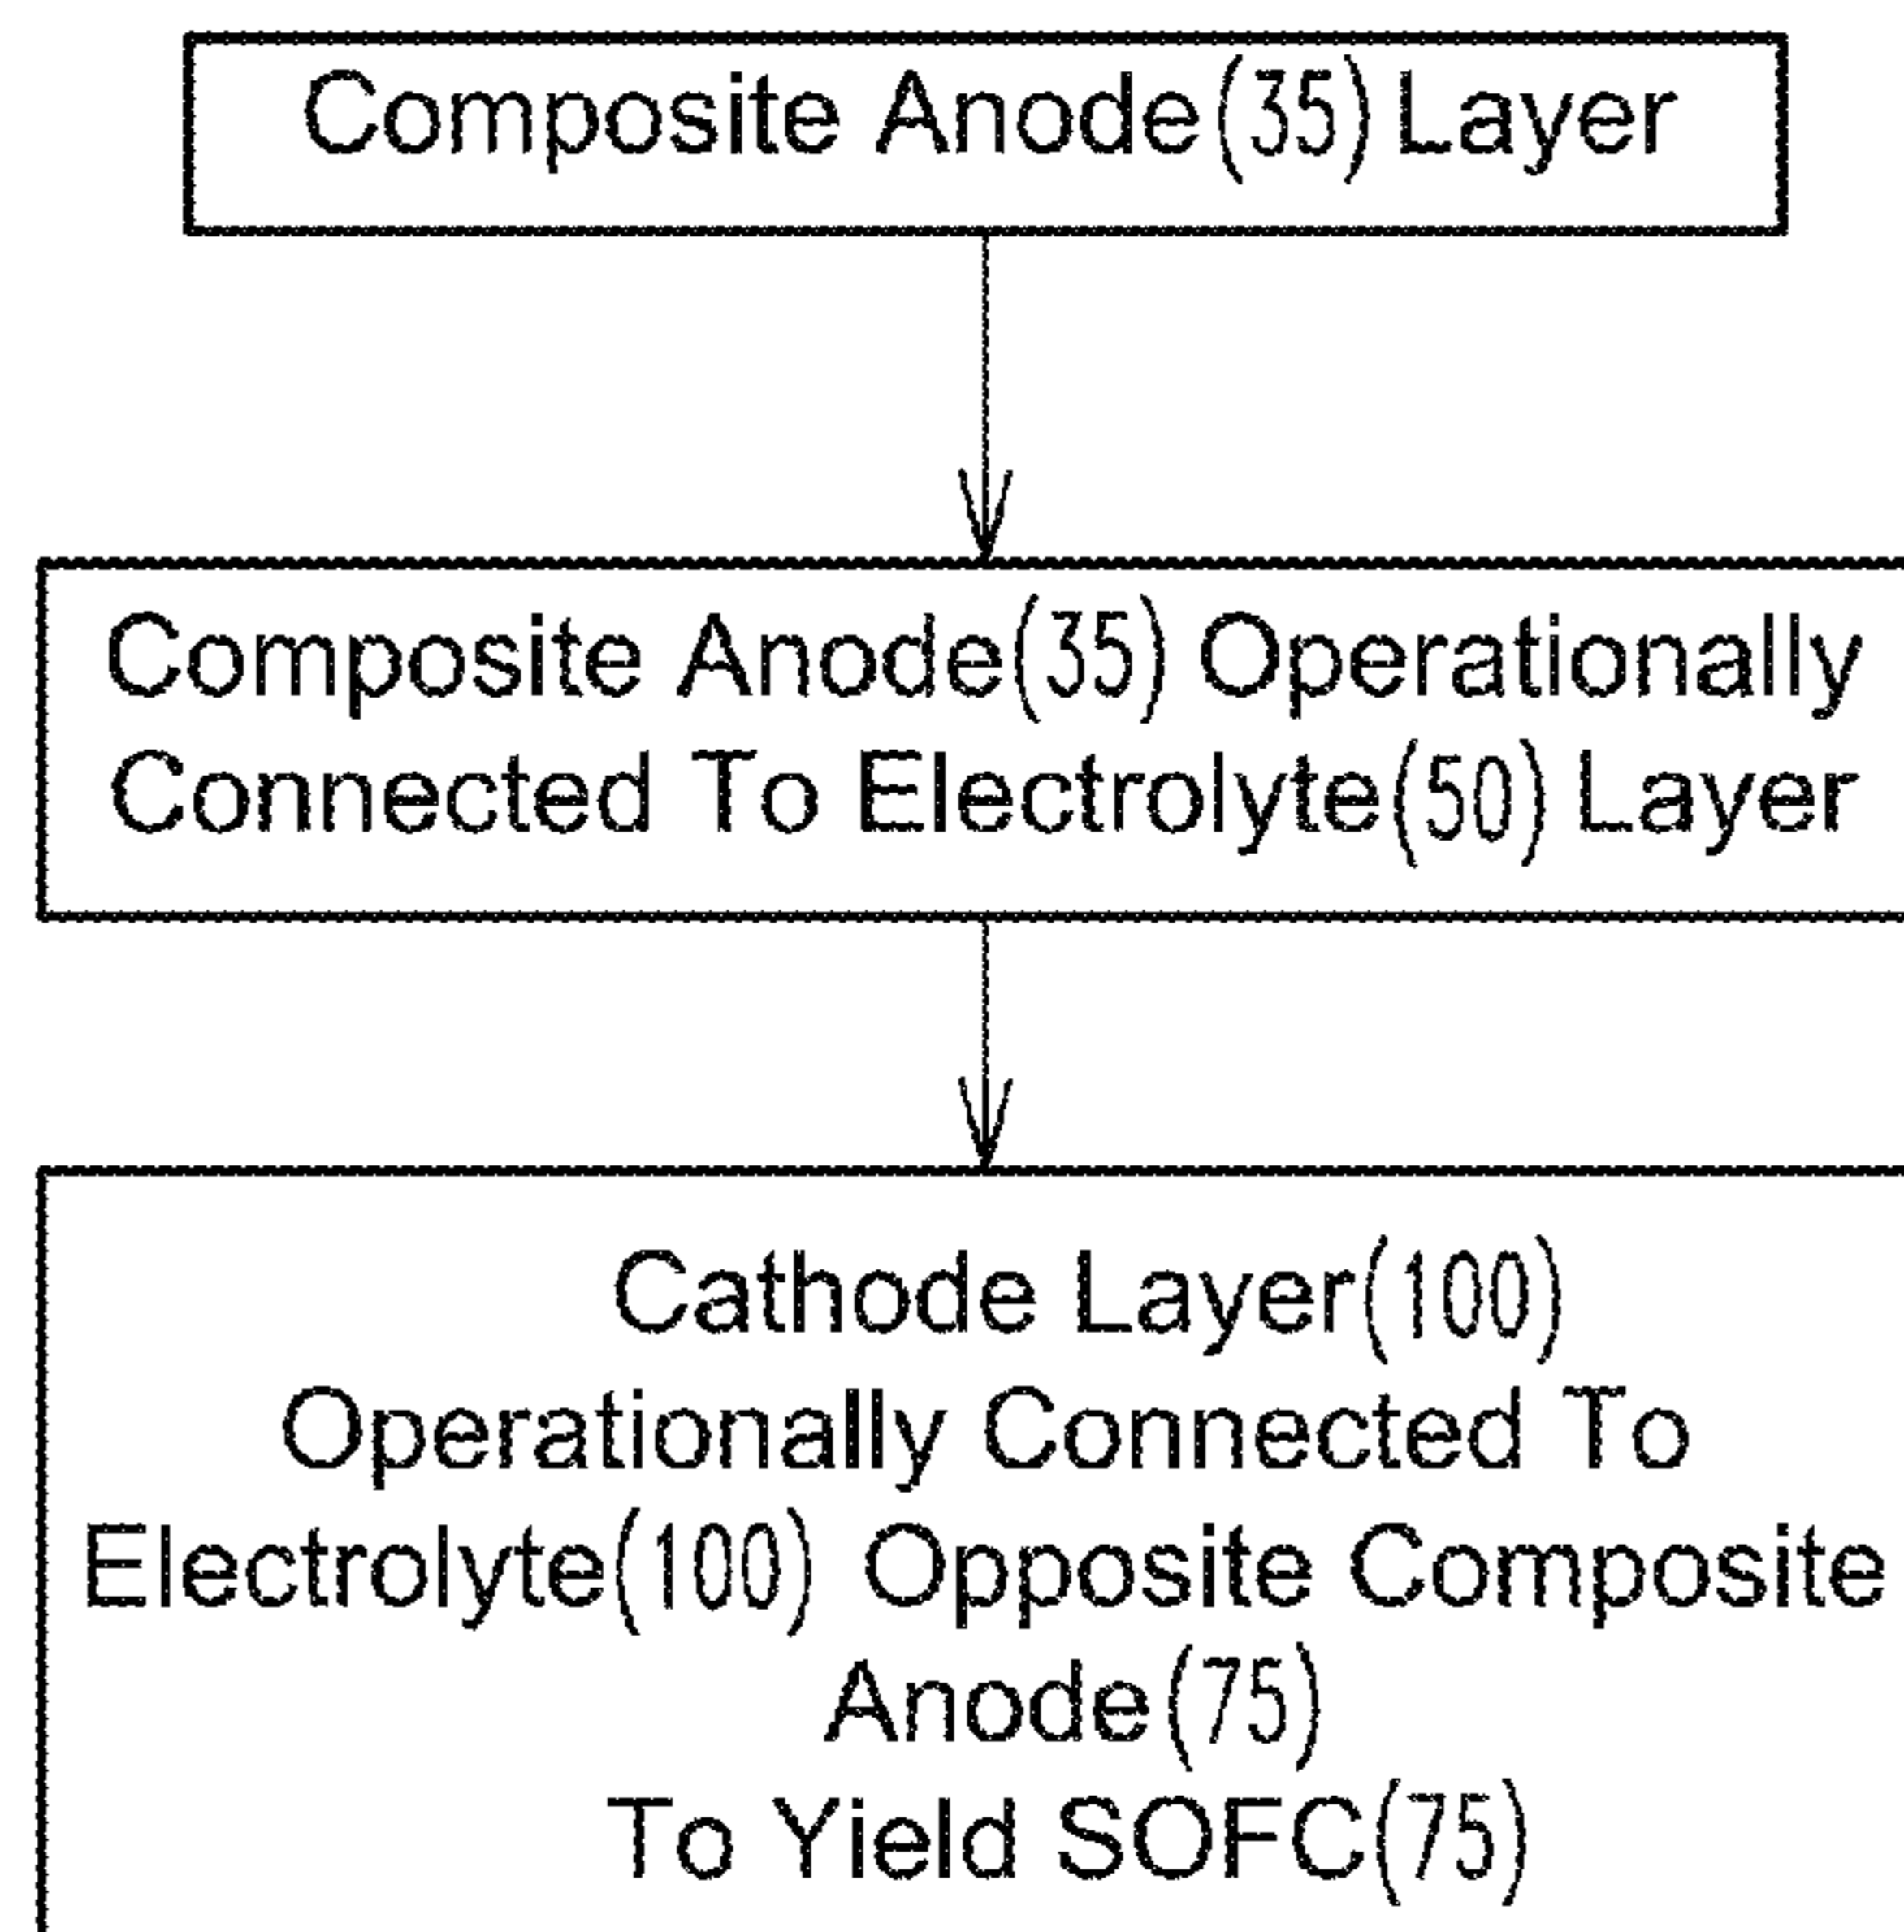 Composite Anode(35) Layer
Composite Anode(35) Operationally
Connected To Electrolyte(50) Layer
Cathode Layer(100)
Operationally Connected To
Electrolyte(100) Opposite Composite
Anode(75)
To Yield SOFC(75)